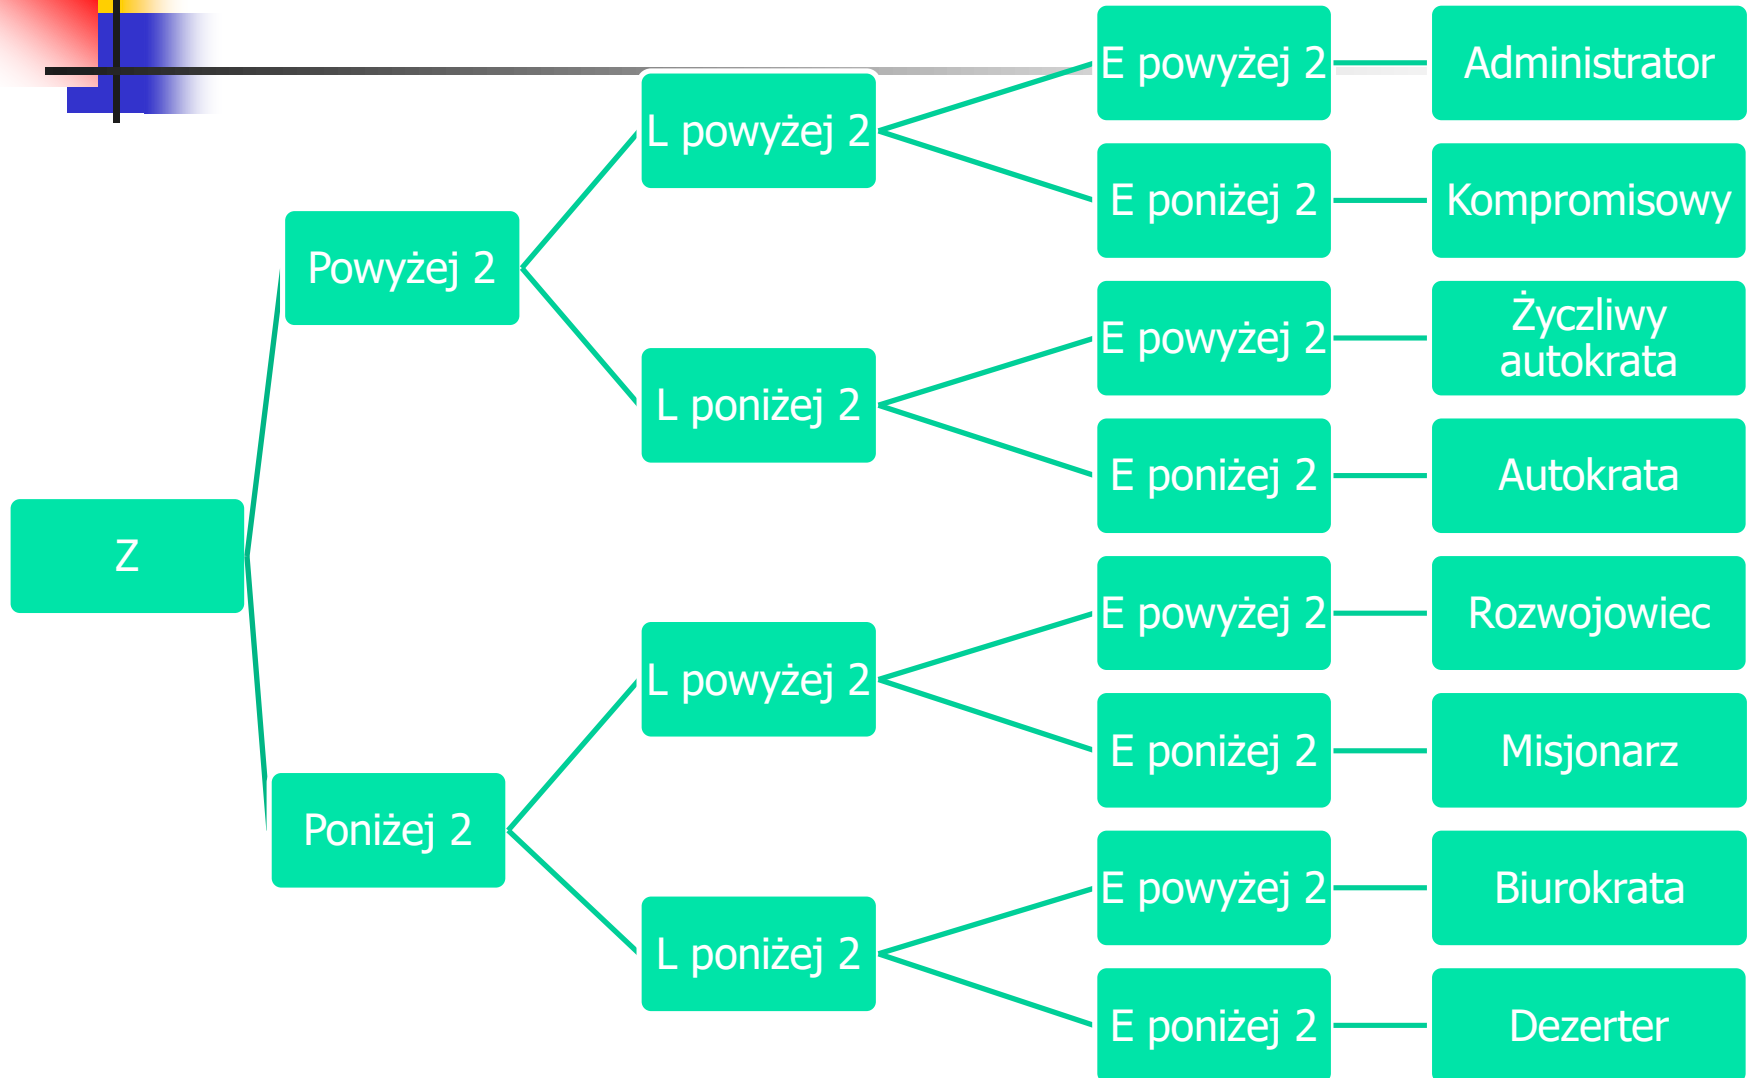 Z
Powyżej 2
L powyżej 2
E powyżej 2
Administrator
E poniżej 2
Kompromisowy
L poniżej 2
E powyżej 2
Życzliwy
autokrata
E poniżej 2
Autokrata
Poniżej 2
L powyżej 2
E powyżej 2
Rozwojowiec
E poniżej 2
Misjonarz
L poniżej 2
E powyżej 2
Biurokrata
E poniżej 2
Dezerter